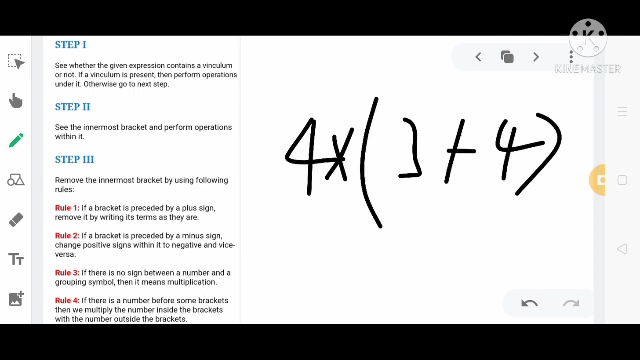 STEP I
See whether the given expression contains a vinculum
or not. If a vinculum is present, then perform operations
under it. Otherwise go to next step.
STEP II
See the innermost bracket and perform operations
within it.
STEP III
Remove the innermost bracket by using following
rules:
Rule 1: If a bracket is preceded by a plus sign,
remove it by writing its terms as they are.
Rule 2: If a bracket is preceded by a minus sign,
change positive signs within it to negative and vice-
versa.
Rule 3: If there is no sign between a number and a
grouping symbol, then it means multiplication.
Rule 4: If there is a number before some brackets
then we multiply the number inside the brackets
with the number outside the brackets.
4x(3+4)
KINEMASTER
Tt